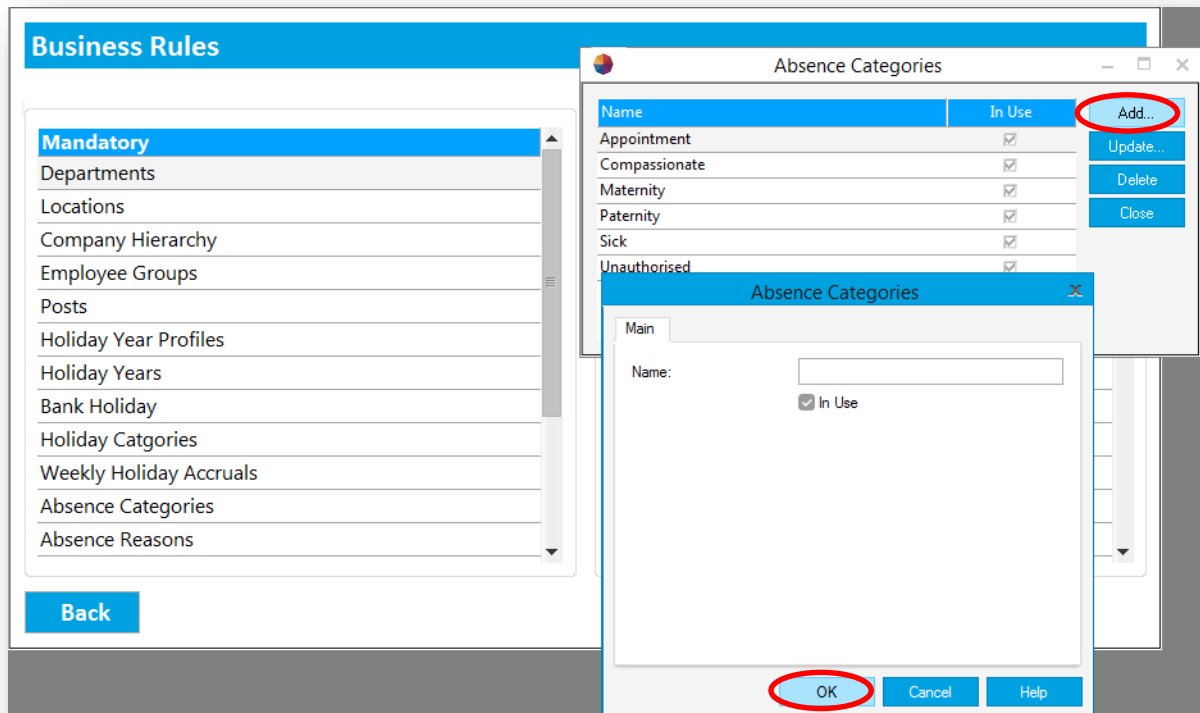 Business Rules
Mandatory
Departments
Locations
Company Hierarchy
Employee Groups
Posts
Holiday Year Profiles
Holiday Years
Bank Holiday
Holiday Catgories
Weekly Holiday Accruals
Absence Categories
Absence Reasons
Back
Absence Categories
Name In Use
Appointment
Compassionate
Maternity
Paternity
Sick
Unauthorised
Add...
Update...
Delete
Close
Absence Categories
Main
Name:
In Use
OK Cancel Help